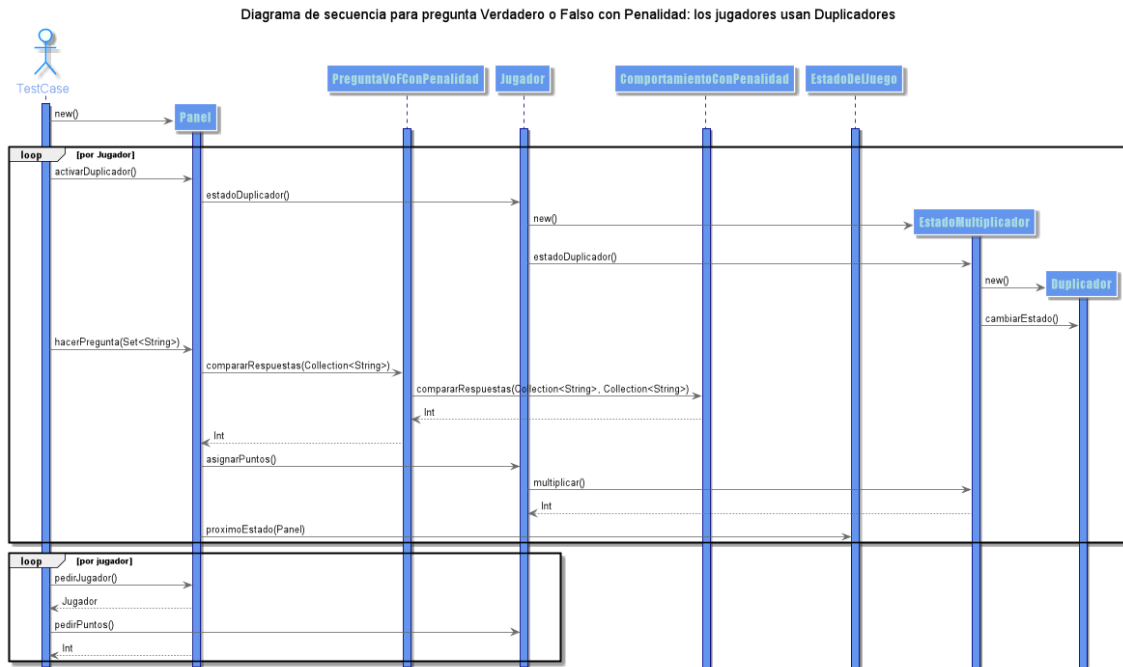 Diagrama de secuencia para pregunta Verdadero o Falso con Penalidad: los jugadores usan Duplicadores
TestCase
PreguntaVoFConPenalidad
Jugador
ComportamientoConPenalidad
EstadoDelJuego
new()
Panel
loop [por Jugador]
activarDuplicador()
estadoDuplicador()
new()
EstadoMultiplicador
estadoDuplicador()
new()
Duplicador
cambiarEstado()
hacerPregunta(Set<String>)
compararRespuestas(Collection<String>)
compararRespuestas(Collection<String>, Collection<String>)
Int
Int
asignarPuntos()
multiplicar()
Int
proximoEstado(Panel)
loop [por jugador]
pedirJugador()
Jugador
pedirPuntos()
Int